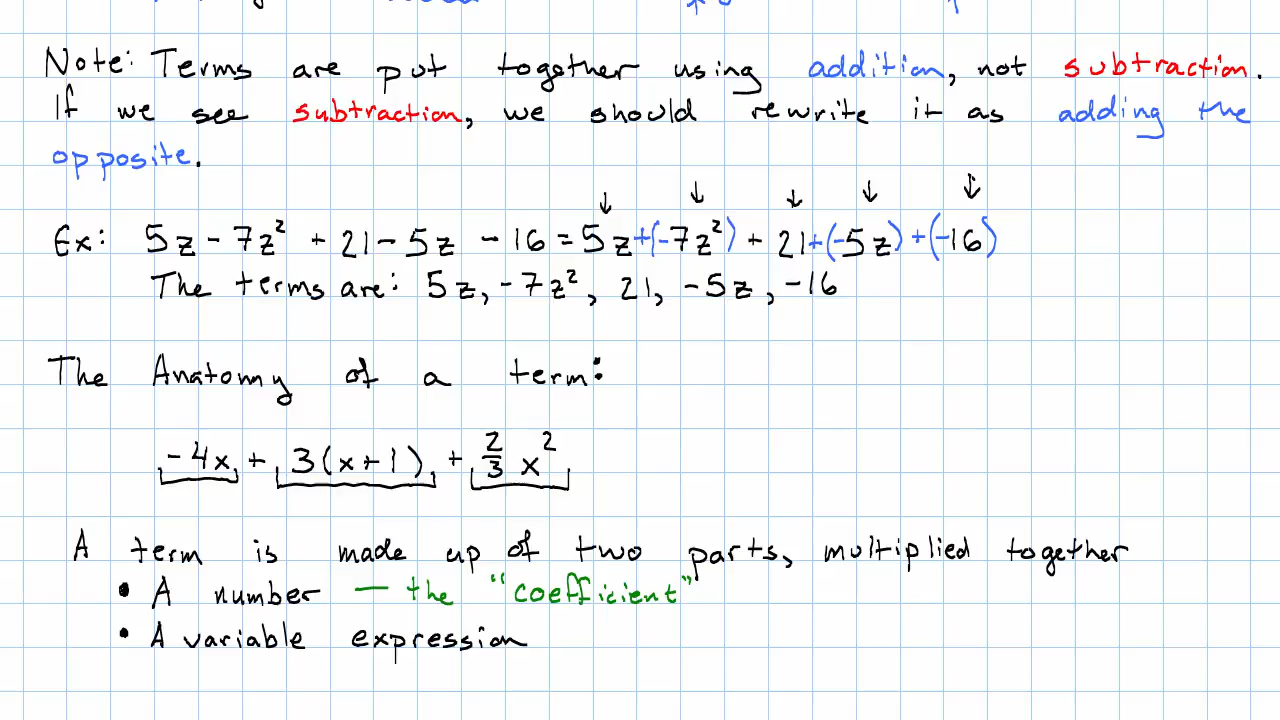 Note: Terms are put together using addition, not subtraction.
If we see subtraction, we should rewrite it as adding the
opposite.
Ex: 5z - 7z² + 21 - 5z - 16 = 5z + (-7z²) + 21 + (-5z) + (-16)
The terms are: 5z, -7z², 21, -5z, -16
The Anatomy of a term:
-4x + 3(x+1) + 2/3 x²
A term is made up of two parts, multiplied together
• A number — the "coefficient"
• A variable expression